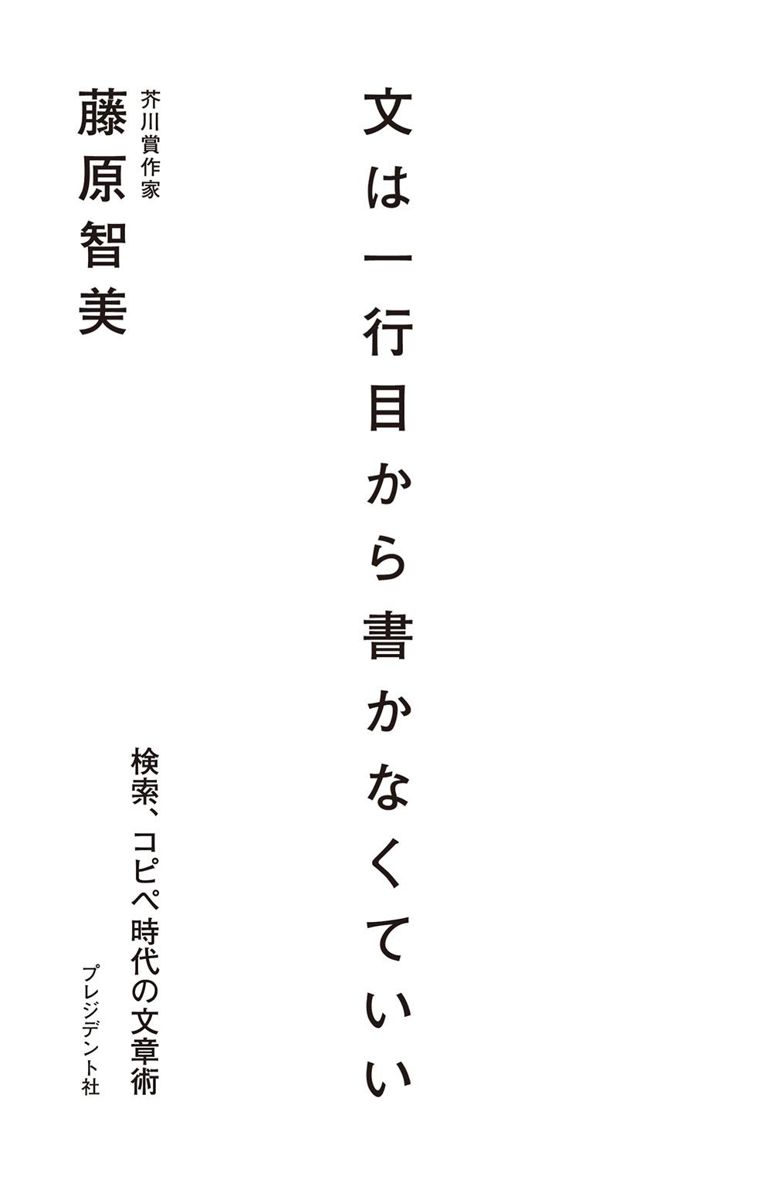 文は一行目から書かなくていい
検索、コピペ時代の文章術
芥川賞作家
藤原智美
プレジデント社